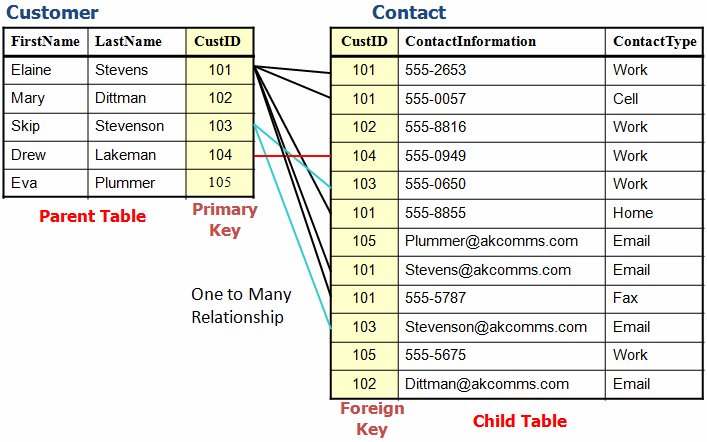 Customer
FirstName LastName CustID
Elaine Stevens 101
Mary Dittman 102
Skip Stevenson 103
Drew Lakeman 104
Eva Plummer 105
Parent Table
Primary
Key
One to Many
Relationship
Contact
CustID ContactInformation ContactType
101 555-2653 Work
101 555-0057 Cell
102 555-8816 Work
104 555-0949 Work
103 555-0650 Work
101 555-8855 Home
105 Plummer@akcomms.com Email
101 Stevens@akcomms.com Email
101 555-5787 Fax
103 Stevenson@akcomms.com Email
105 555-5675 Work
102 Dittman@akcomms.com Email
Foreign
Key
Child Table